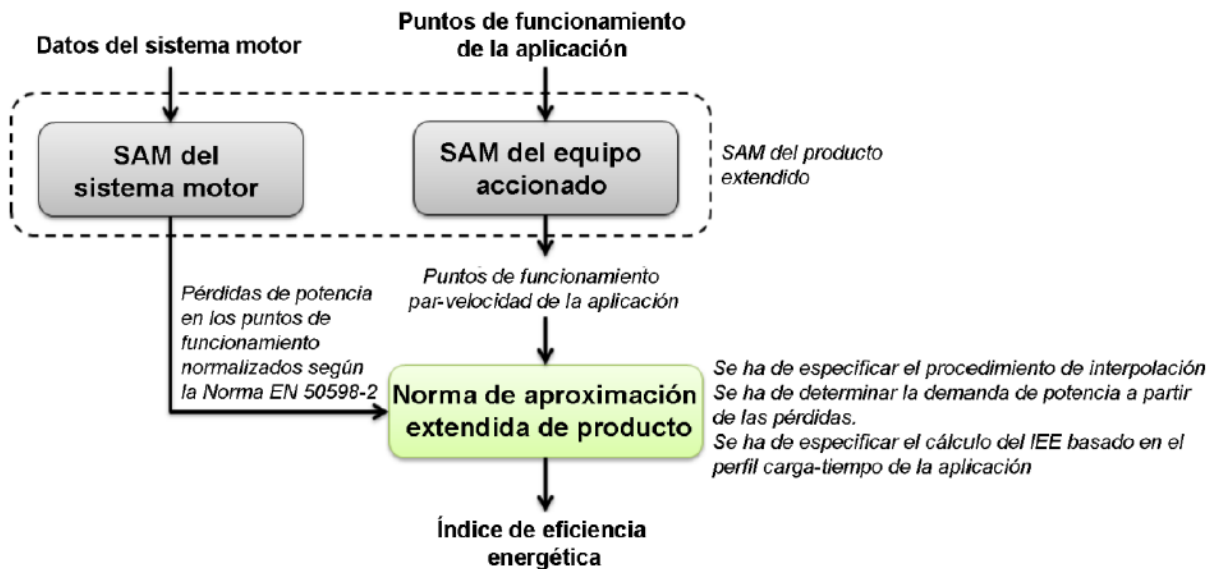 Datos del sistema motor
Puntos de funcionamiento
de la aplicación
SAM del
sistema motor
SAM del equipo
accionado
SAM del producto
extendido
Pérdidas de potencia
en los puntos de
funcionamiento
normalizados según
la Norma EN 50598-2
Puntos de funcionamiento
par-velocidad de la aplicación
Norma de aproximación
extendida de producto
Se ha de especificar el procedimiento de interpolación
Se ha de determinar la demanda de potencia a partir
de las pérdidas.
Se ha de especificar el cálculo del IEE basado en el
perfil carga-tiempo de la aplicación
Índice de eficiencia
energética